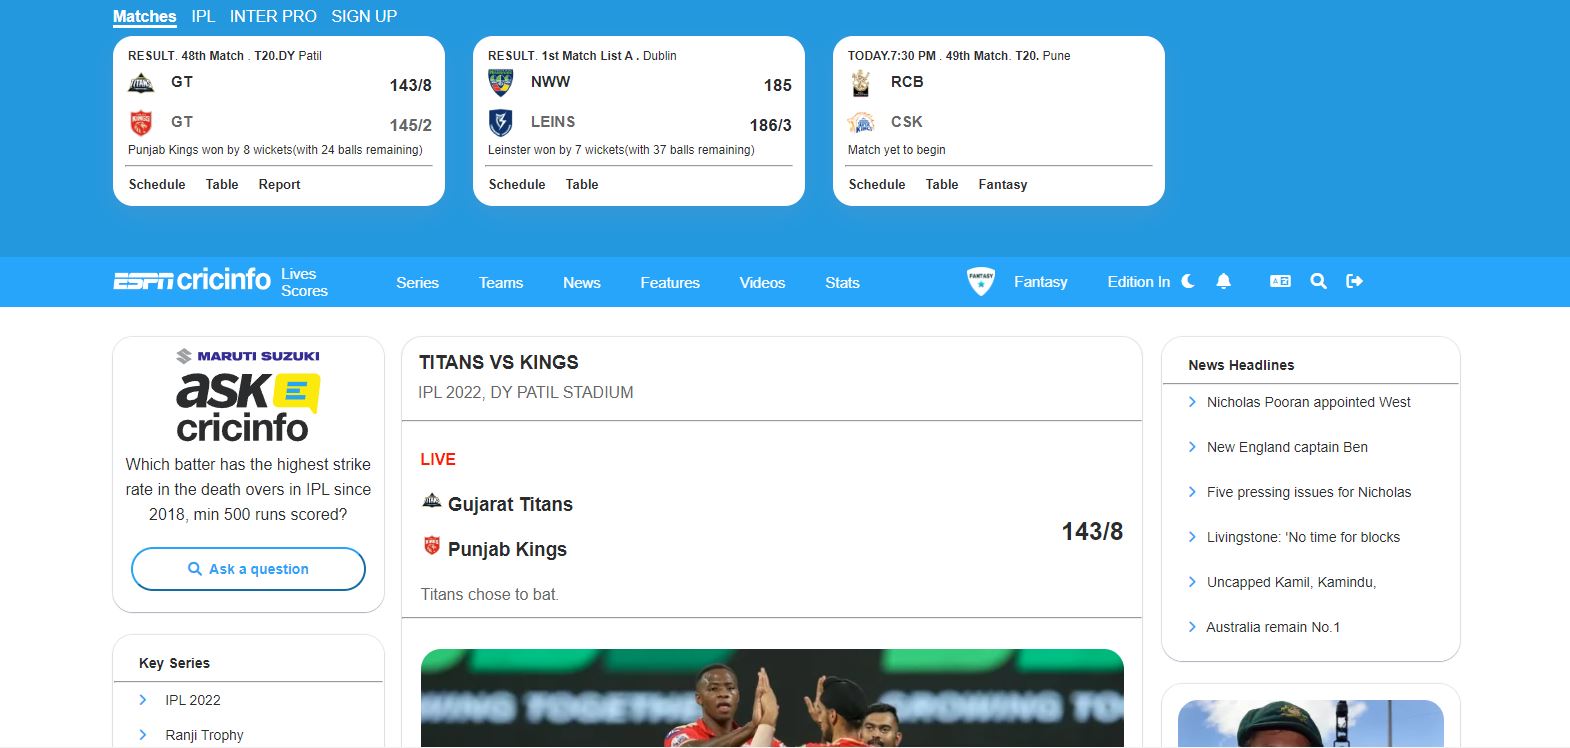 Matches IPL INTER PRO SIGN UP
RESULT. 48th Match . T20.DY Patil
GT 143/8
GT 145/2
Punjab Kings won by 8 wickets(with 24 balls remaining)
Schedule Table Report
RESULT. 1st Match List A . Dublin
NWW 185
LEINS 186/3
Leinster won by 7 wickets(with 37 balls remaining)
Schedule Table
TODAY.7:30 PM . 49th Match. T20. Pune
RCB
CSK
Match yet to begin
Schedule Table Fantasy
ESPN cricinfo
Lives
Scores
Series Teams News Features Videos Stats
FANTASY
Fantasy Edition In
MARUTI SUZUKI
ask
cricinfo
Which batter has the highest strike
rate in the death overs in IPL since
2018, min 500 runs scored?
Ask a question
Key Series
IPL 2022
Ranji Trophy
TITANS VS KINGS
IPL 2022, DY PATIL STADIUM
LIVE
Gujarat Titans
143/8
Punjab Kings
Titans chose to bat.
GROWING TO
News Headlines
Nicholas Pooran appointed West
New England captain Ben
Five pressing issues for Nicholas
Livingstone: 'No time for blocks
Uncapped Kamil, Kamindu,
Australia remain No.1